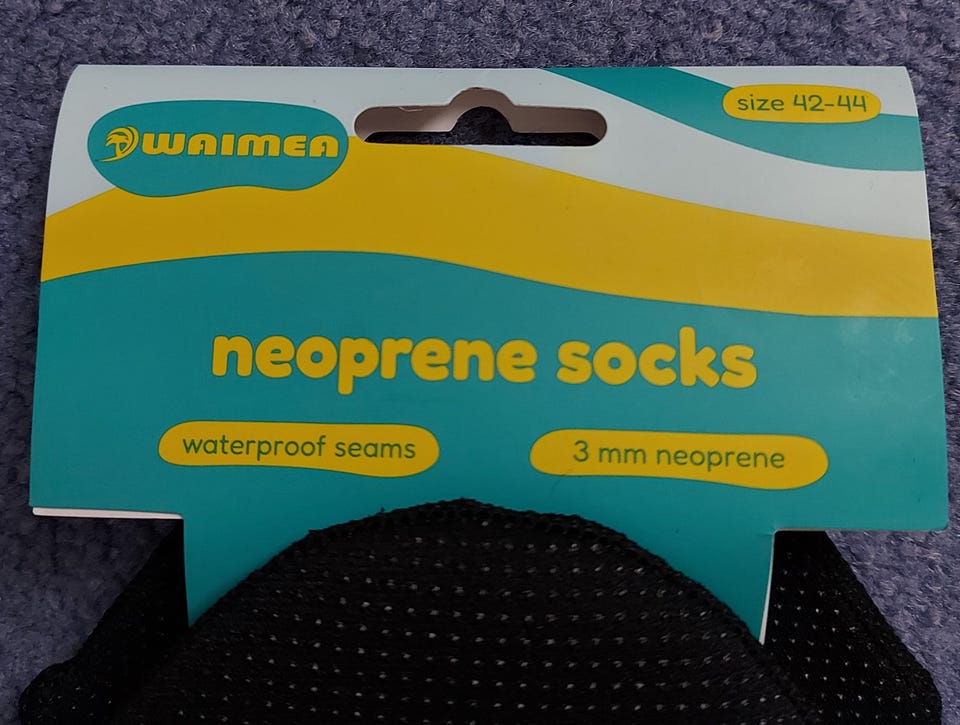 WAIMEA
size 42-44
neoprene socks
waterproof seams
3 mm neoprene